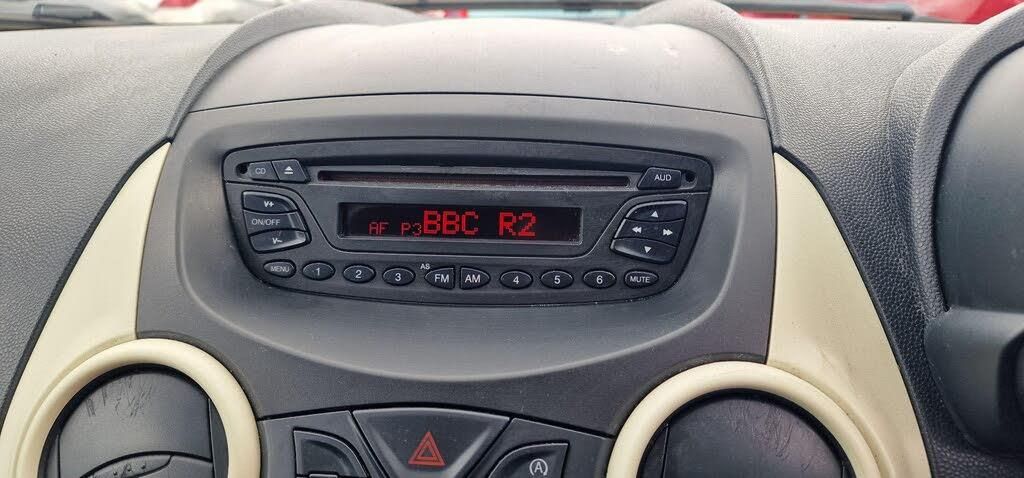 CD AUD
V+
ON/OFF
V-
AF P3 BBC R2
AS
MENU 1 2 3 FM AM 4 5 6 MUTE
A